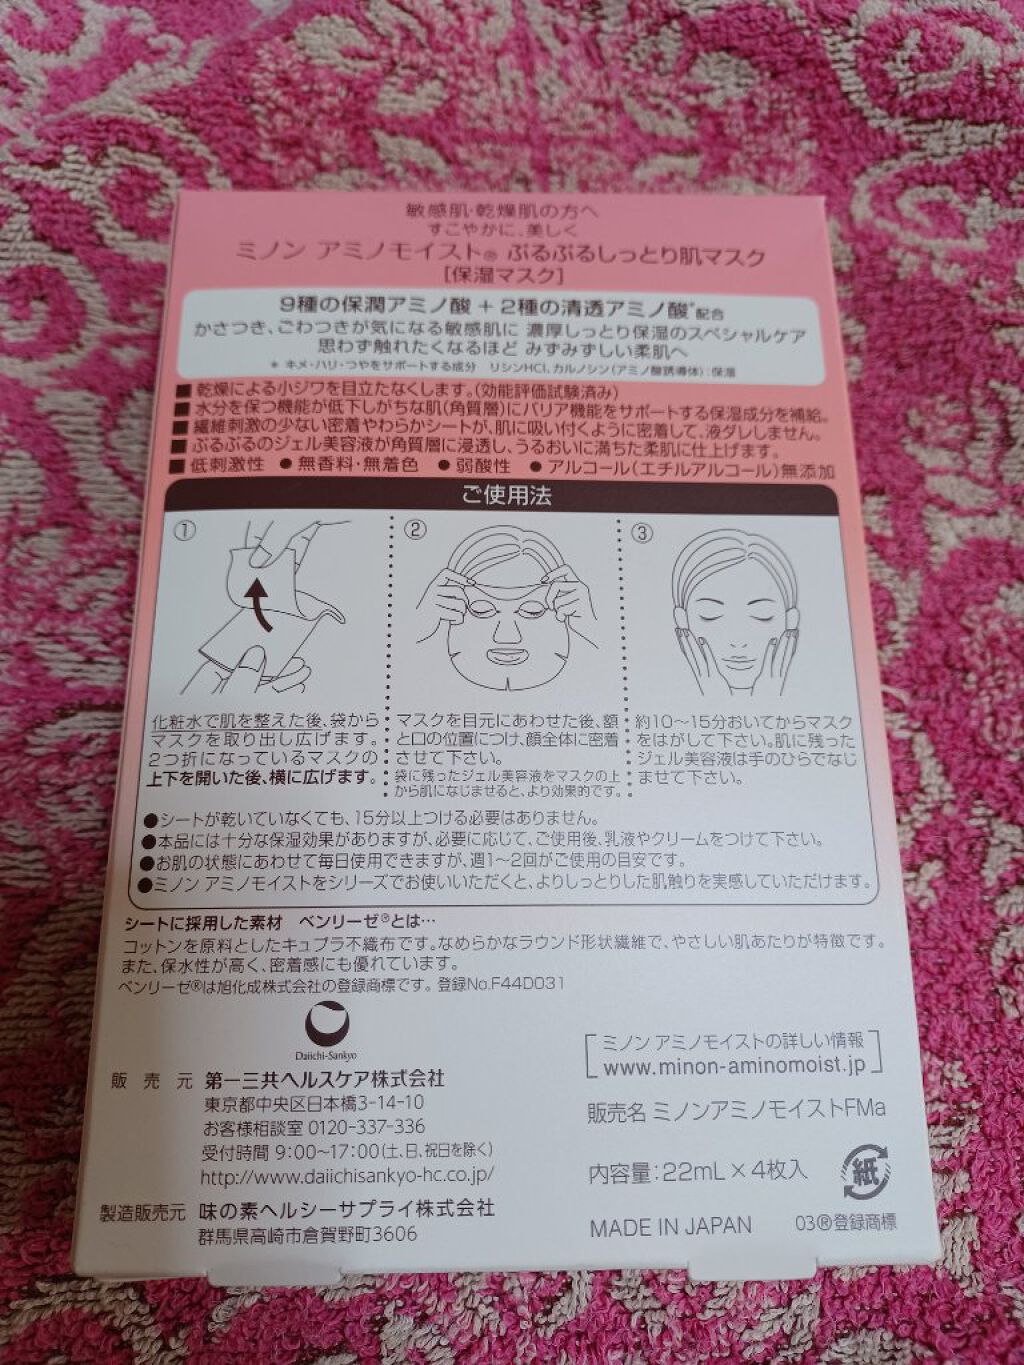 敏感肌・乾燥肌の方へ
すこやかに、美しく
ミノン アミノモイスト® ぷるぷるしっとり肌マスク
[保湿マスク]
9種の保潤アミノ酸 + 2種の清透アミノ酸*配合
かさつき、ごわつきが気になる敏感肌に 濃厚しっとり保湿のスペシャルケア
思わず触れたくなるほど みずみずしい柔肌へ
* キメ・ハリ・つやをサポートする成分 リシンHCl、カルノシン(アミノ酸誘導体):保湿
■ 乾燥による小ジワを目立たなくします。(効能評価試験済み)
■ 水分を保つ機能が低下しがちな肌(角質層)にバリア機能をサポートする保湿成分を補給。
■ 繊維刺激の少ない密着やわらかシートが、肌に吸い付くように密着して、液ダレしません。
■ ぷるぷるのジェル美容液が角質層に浸透し、うるおいに満ちた柔肌に仕上げます。
■ 低刺激性 ● 無香料・無着色 ● 弱酸性 ● アルコール(エチルアルコール)無添加
ご使用法
①
化粧水で肌を整えた後、袋から
マスクを取り出し広げます。
2つ折になっているマスクの
上下を開いた後、横に広げます。
②
マスクを目元にあわせた後、額
と口の位置につけ、顔全体に密着
させて下さい。
袋に残ったジェル美容液をマスクの上
から肌になじませると、より効果的です。
③
約10〜15分おいてからマスク
をはがして下さい。肌に残った
ジェル美容液は手のひらでなじ
ませて下さい。
●シートが乾いていなくても、15分以上つける必要はありません。
●本品には十分な保湿効果がありますが、必要に応じて、ご使用後、乳液やクリームをつけて下さい。
●お肌の状態にあわせて毎日使用できますが、週1〜2回がご使用の目安です。
●ミノン アミノモイストをシリーズでお使いいただくと、よりしっとりした肌触りを実感していただけます。
シートに採用した素材 ベンリーゼ®とは…
コットンを原料としたキュプラ不織布です。なめらかなラウンド形状繊維で、やさしい肌あたりが特徴です。
また、保水性が高く、密着感にも優れています。
ベンリーゼ®は旭化成株式会社の登録商標です。登録No.F44D031
Daiichi-Sankyo
販売元 第一三共ヘルスケア株式会社
東京都中央区日本橋3-14-10
お客様相談室 0120-337-336
受付時間 9:00〜17:00(土、日、祝日を除く)
http://www.daiichisankyo-hc.co.jp/
製造販売元 味の素ヘルシーサプライ株式会社
群馬県高崎市倉賀野町3606
ミノン アミノモイストの詳しい情報
www.minon-aminomoist.jp
販売名 ミノンアミノモイストFMa
内容量:22mL×4枚入
紙
MADE IN JAPAN
03®登録商標